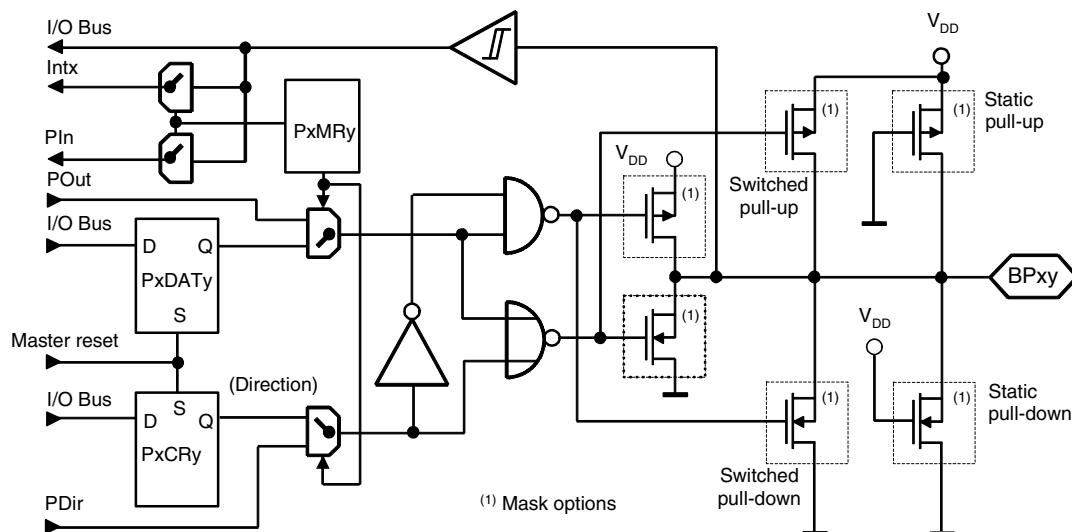 I/O Bus
Intx
PIn
POut
I/O Bus
D
Q
PxDATy
S
Master reset
I/O Bus
(Direction)
S
D
Q
PxCRy
PDir
PxMRy
V_DD
(1)
(1)
(1)
Switched
pull-up
V_DD
(1)
Static
pull-up
BPxy
V_DD
(1)
Switched
pull-down
(1)
Static
pull-down
(1) Mask options